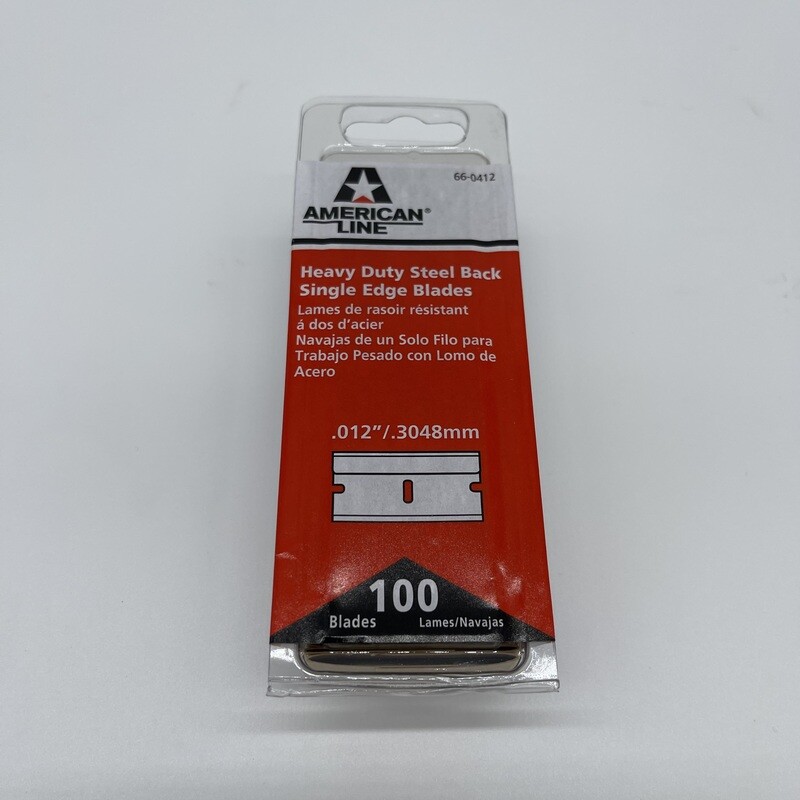 66-0412
AMERICAN®
LINE
Heavy Duty Steel Back
Single Edge Blades
Lames de rasoir résistant
á dos d'acier
Navajas de un Solo Filo para
Trabajo Pesado con Lomo de
Acero
.012”/.3048mm
100
Blades Lames/Navajas